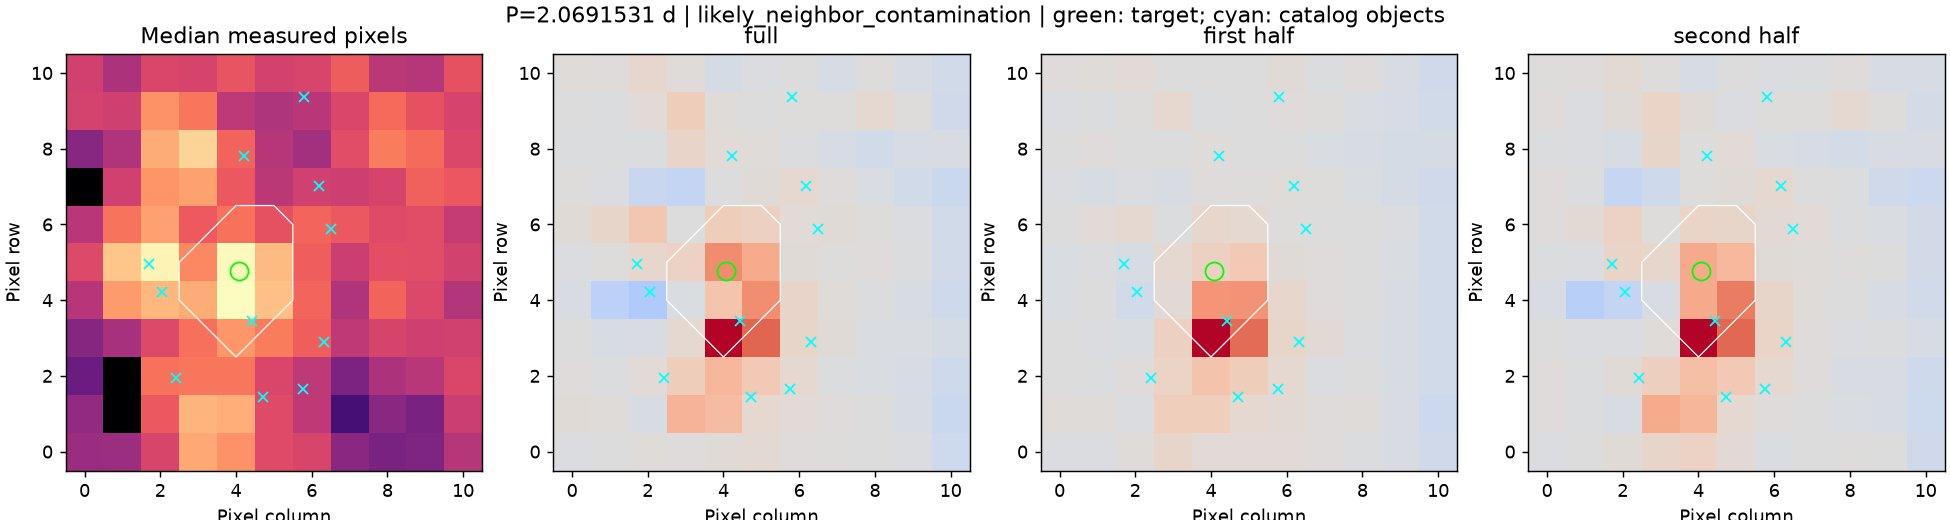 P=2.0691531 d | likely_neighbor_contamination | green: target; cyan: catalog objects
Median measured pixels
full
first half
second half
Pixel row
10
8
6
4
2
0
0 2 4 6 8 10
Pixel column
Pixel row
10
8
6
4
2
0
0 2 4 6 8 10
Pixel column
Pixel row
10
8
6
4
2
0
0 2 4 6 8 10
Pixel column
Pixel row
10
8
6
4
2
0
0 2 4 6 8 10
Pixel column